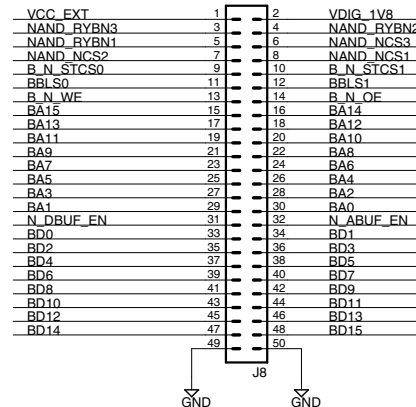 VCC_EXT 1 2 VDIG_1V8
NAND_RYBN3 3 4 NAND_RYBN2
NAND_RYBN1 5 6 NAND_NCS3
NAND_NCS2 7 8 NAND_NCS1
B_N_STCS0 9 10 B_N_STCS1
BBLS0 11 12 BBLS1
B_N_WE 13 14 B_N_OE
BA15 15 16 BA14
BA13 17 18 BA12
BA11 19 20 BA10
BA9 21 22 BA8
BA7 23 24 BA6
BA5 25 26 BA4
BA3 27 28 BA2
BA1 29 30 BA0
N_DBUF_EN 31 32 N_ABUF_EN
BD0 33 34 BD1
BD2 35 36 BD3
BD4 37 38 BD5
BD6 39 40 BD7
BD8 41 42 BD9
BD10 43 44 BD11
BD12 45 46 BD13
BD14 47 48 BD15
49 50
J8
GND GND